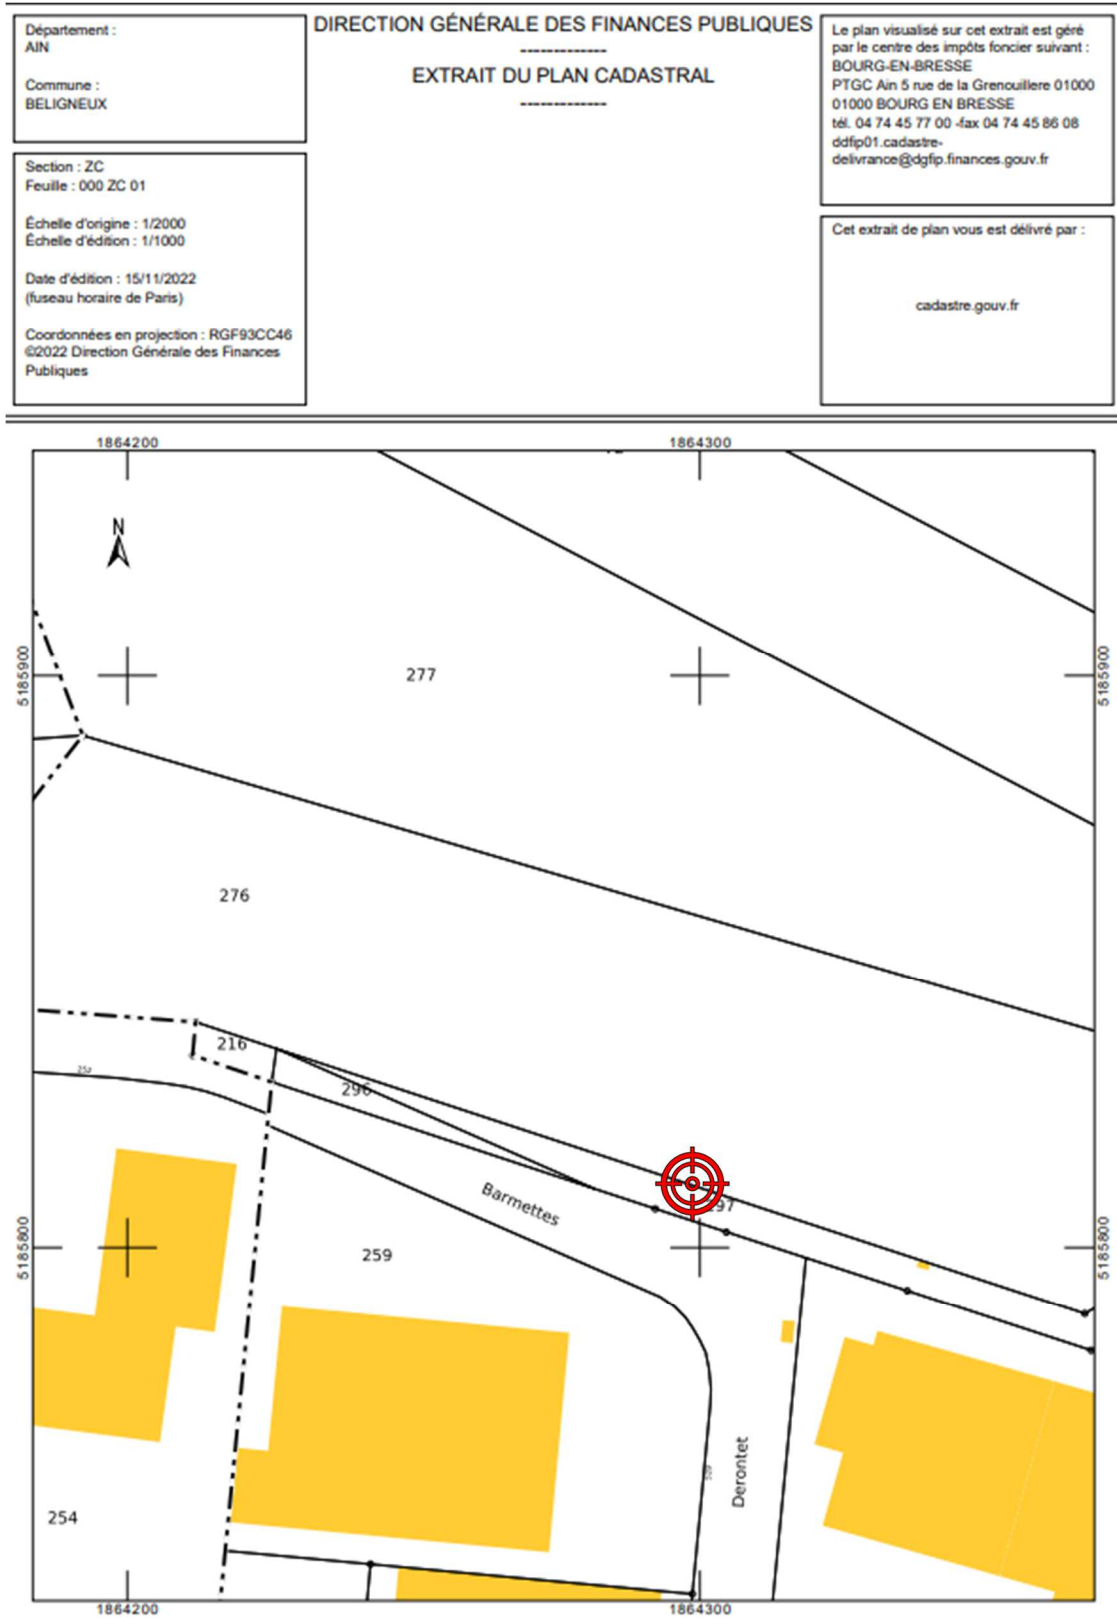 Département :
AIN
Commune :
BELIGNEUX
Section : ZC
Feuille : 000 ZC 01
Échelle d'origine : 1/2000
Échelle d'édition : 1/1000
Date d'édition : 15/11/2022
(fuseau horaire de Paris)
Coordonnées en projection : RGF93CC46
©2022 Direction Générale des Finances
Publiques
DIRECTION GÉNÉRALE DES FINANCES PUBLIQUES
-------------
EXTRAIT DU PLAN CADASTRAL
-------------
Le plan visualisé sur cet extrait est géré
par le centre des impôts foncier suivant :
BOURG-EN-BRESSE
PTGC Ain 5 rue de la Grenouillere 01000
01000 BOURG EN BRESSE
tél. 04 74 45 77 00 -fax 04 74 45 86 08
ddfip01.cadastre-
delivrance@dgfip.finances.gouv.fr
Cet extrait de plan vous est délivré par :
cadastre.gouv.fr
1864200
1864300
N
5185900
277
5185900
276
216
296
Barmettes
5185800
259
5185800
Derontet
254
1864200
1864300